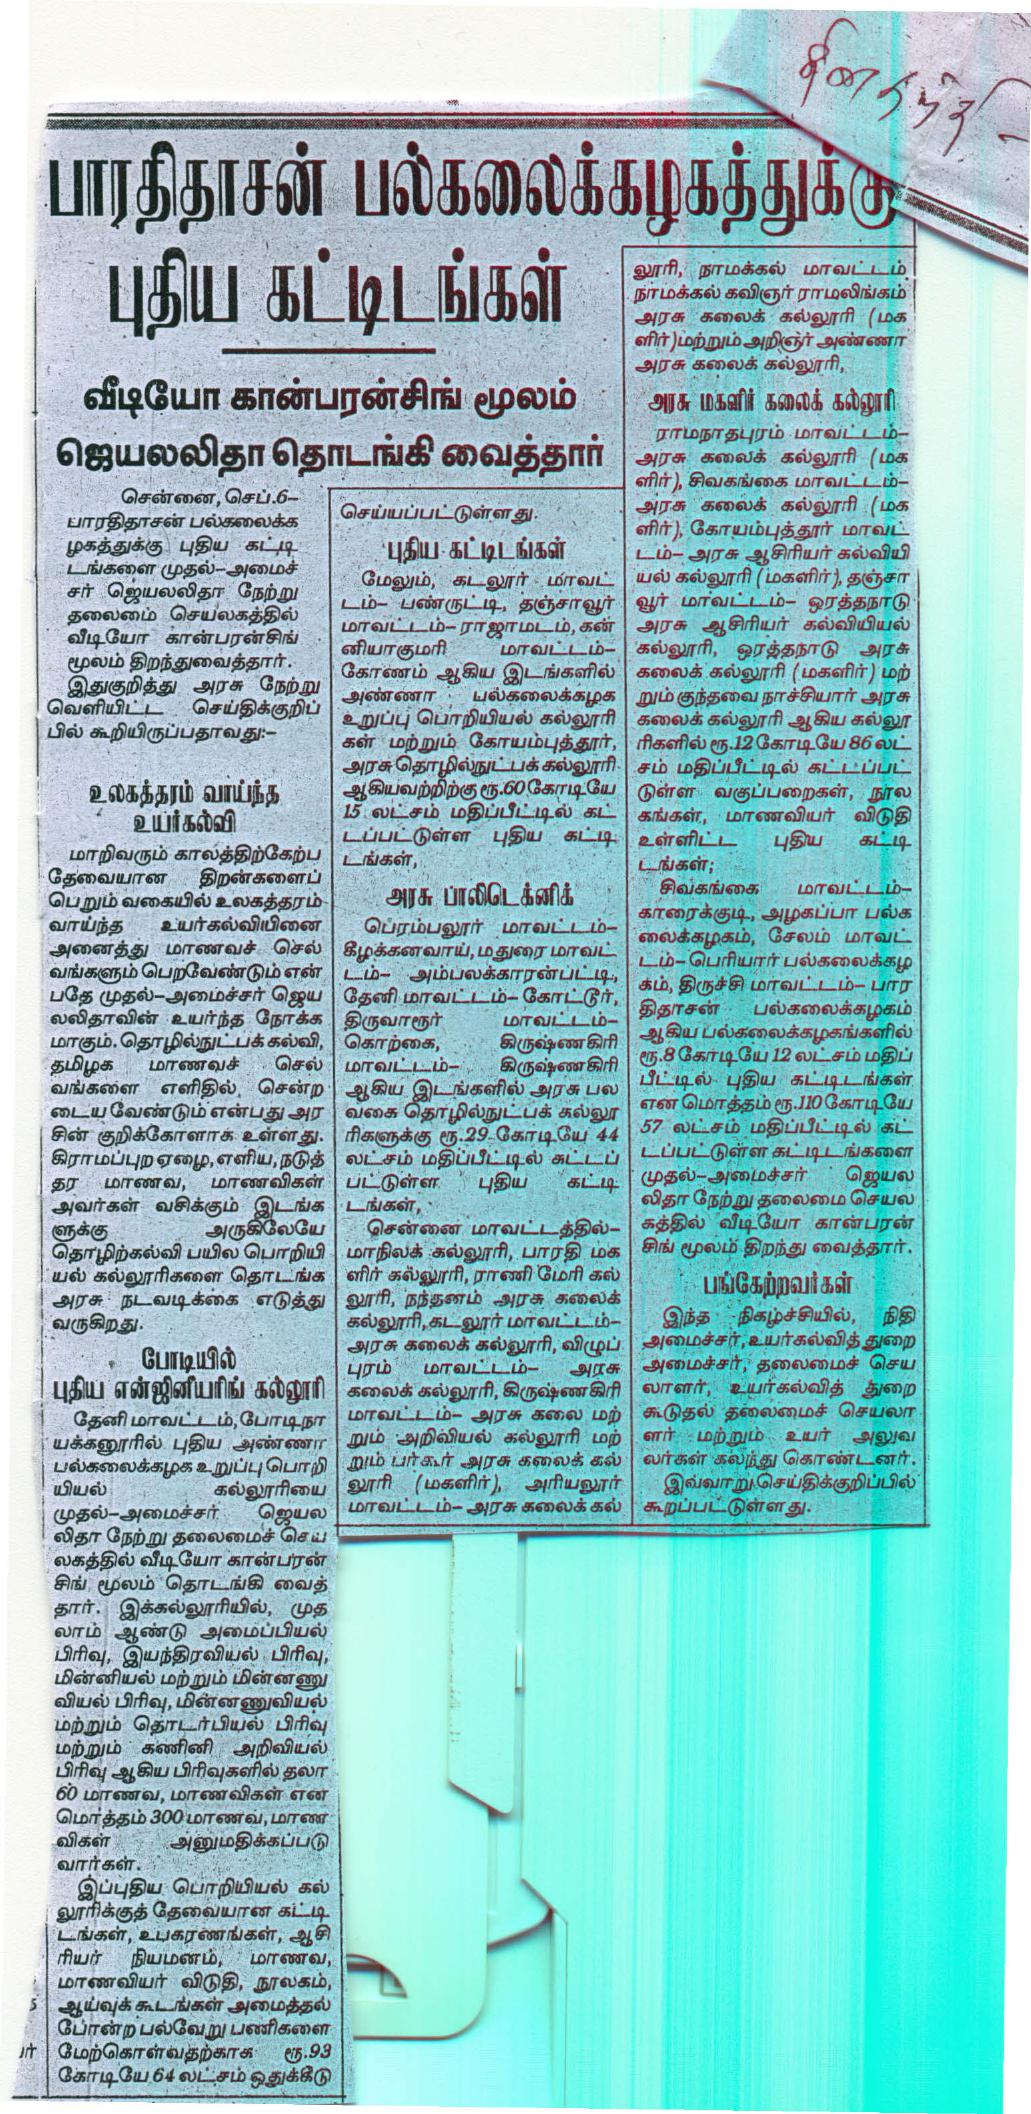 தினதந்தி
பாரதிதாசன் பல்கலைக்கழகத்துக்கு
புதிய கட்டிடங்கள்
வீடியோ கான்பரன்சிங் மூலம்
ஜெயலலிதா தொடங்கி வைத்தார்
சென்னை, செப்.6–
பாரதிதாசன் பல்கலைக்க
ழகத்துக்கு புதிய கட்டி
டங்களை முதல்–அமைச்
சர் ஜெயலலிதா நேற்று
தலைமை செயலகத்தில்
வீடியோ கான்பரன்சிங்
மூலம் திறந்துவைத்தார்.
இதுகுறித்து அரசு நேற்று
வெளியிட்ட செய்திக்குறிப்
பில் கூறியிருப்பதாவது:–
உலகத்தரம் வாய்ந்த
உயர்கல்வி
மாறிவரும் காலத்திற்கேற்ப
தேவையான திறன்களைப்
பெறும் வகையில் உலகத்தரம்
வாய்ந்த உயர்கல்வியினை
அனைத்து மாணவச் செல்
வங்களும் பெறவேண்டும் என்
பதே முதல்–அமைச்சர் ஜெய
லலிதாவின் உயர்ந்த நோக்க
மாகும். தொழில்நுட்பக் கல்வி,
தமிழக மாணவச் செல்
வங்களை எளிதில் சென்ற
டைய வேண்டும் என்பது அர
சின் குறிக்கோளாக உள்ளது.
கிராமப்புற ஏழை, எளிய, நடுத்
தர மாணவ, மாணவிகள்
அவர்கள் வசிக்கும் இடங்க
ளுக்கு அருகிலேயே
தொழிற்கல்வி பயில பொறியி
யல் கல்லூரிகளை தொடங்க
அரசு நடவடிக்கை எடுத்து
வருகிறது.
போடியில்
புதிய என்ஜினீயரிங் கல்லூரி
தேனி மாவட்டம், போடிநா
யக்கனூரில் புதிய அண்ணா
பல்கலைக்கழக உறுப்பு பொறி
யியல் கல்லூரியை
முதல்–அமைச்சர் ஜெயல
லிதா நேற்று தலைமைச் செய
லகத்தில் வீடியோ கான்பரன்
சிங் மூலம் தொடங்கி வைத்
தார். இக்கல்லூரியில், முத
லாம் ஆண்டு அமைப்பியல்
பிரிவு, இயந்திரவியல் பிரிவு,
மின்னியல் மற்றும் மின்னணு
வியல் பிரிவு, மின்னணுவியல்
மற்றும் தொடர்பியல் பிரிவு
மற்றும் கணினி அறிவியல்
பிரிவு ஆகிய பிரிவுகளில் தலா
60 மாணவ, மாணவிகள் என
மொத்தம் 300 மாணவ, மாண
விகள் அனுமதிக்கப்படு
வார்கள்.
இப்புதிய பொறியியல் கல்
லூரிக்குத் தேவையான கட்டி
டங்கள், உபகரணங்கள், ஆசி
ரியர் நியமனம், மாணவ,
மாணவியர் விடுதி, நூலகம்,
ஆய்வுக் கூடங்கள் அமைத்தல்
போன்ற பல்வேறு பணிகளை
மேற்கொள்வதற்காக ரூ.93
கோடியே 64 லட்சம் ஒதுக்கீடு
செய்யப்பட்டுள்ளது.
புதிய கட்டிடங்கள்
மேலும், கடலூர் மாவட்
டம்– பண்ருட்டி, தஞ்சாவூர்
மாவட்டம்– ராஜாமடம், கன்
னியாகுமரி மாவட்டம்–
கோணம் ஆகிய இடங்களில்
அண்ணா பல்கலைக்கழக
உறுப்பு பொறியியல் கல்லூரி
கள் மற்றும் கோயம்புத்தூர்,
அரசு தொழில்நுட்பக் கல்லூரி
ஆகியவற்றிற்கு ரூ.60 கோடியே
15 லட்சம் மதிப்பீட்டில் கட்
டப்பட்டுள்ள புதிய கட்டி
டங்கள்,
அரசு பாலிடெக்னிக்
பெரம்பலூர் மாவட்டம்–
கீழக்கணவாய், மதுரை மாவட்
டம்– அம்பலக்காரன்பட்டி,
தேனி மாவட்டம்– கோட்டூர்,
திருவாரூர் மாவட்டம்–
கொற்கை, கிருஷ்ணகிரி
மாவட்டம்– கிருஷ்ணகிரி
ஆகிய இடங்களில் அரசு பல
வகை தொழில்நுட்பக் கல்லூ
ரிகளுக்கு ரூ.29 கோடியே 44
லட்சம் மதிப்பீட்டில் கட்டப்
பட்டுள்ள புதிய கட்டி
டங்கள்,
சென்னை மாவட்டத்தில்–
மாநிலக் கல்லூரி, பாரதி மக
ளிர் கல்லூரி, ராணி மேரி கல்
லூரி, நந்தனம் அரசு கலைக்
கல்லூரி, கடலூர் மாவட்டம்–
அரசு கலைக் கல்லூரி, விழுப்
புரம் மாவட்டம்– அரசு
கலைக் கல்லூரி, கிருஷ்ணகிரி
மாவட்டம்– அரசு கலை மற்
றும் அறிவியல் கல்லூரி மற்
றும் பர்கூர் அரசு கலைக் கல்
லூரி (மகளிர்), அரியலூர்
மாவட்டம்– அரசு கலைக் கல்
லூரி, நாமக்கல் மாவட்டம்
நாமக்கல் கவிஞர் ராமலிங்கம்
அரசு கலைக் கல்லூரி (மக
ளிர்) மற்றும் அறிஞர் அண்ணா
அரசு கலைக் கல்லூரி,
அரசு மகளிர் கலைக் கல்லூரி
ராமநாதபுரம் மாவட்டம்–
அரசு கலைக் கல்லூரி (மக
ளிர்), சிவகங்கை மாவட்டம்–
அரசு கலைக் கல்லூரி (மக
ளிர்), கோயம்புத்தூர் மாவட்
டம்– அரசு ஆசிரியர் கல்வியி
யல் கல்லூரி (மகளிர்), தஞ்சா
வூர் மாவட்டம்– ஒரத்தநாடு
அரசு ஆசிரியர் கல்வியியல்
கல்லூரி, ஒரத்தநாடு அரசு
கலைக் கல்லூரி (மகளிர்) மற்
றும் குந்தவை நாச்சியார் அரசு
கலைக் கல்லூரி ஆகிய கல்லூ
ரிகளில் ரூ.12 கோடியே 86 லட்
சம் மதிப்பீட்டில் கட்டப்பட்
டுள்ள வகுப்பறைகள், நூல
கங்கள், மாணவியர் விடுதி
உள்ளிட்ட புதிய கட்டி
டங்கள்;
சிவகங்கை மாவட்டம்–
காரைக்குடி, அழகப்பா பல்க
லைக்கழகம், சேலம் மாவட்
டம்– பெரியார் பல்கலைக்கழ
கம், திருச்சி மாவட்டம்– பார
திதாசன் பல்கலைக்கழகம்
ஆகிய பல்கலைக்கழகங்களில்
ரூ.8 கோடியே 12 லட்சம் மதிப்
பீட்டில் புதிய கட்டிடங்கள்
என மொத்தம் ரூ.110 கோடியே
57 லட்சம் மதிப்பீட்டில் கட்
டப்பட்டுள்ள கட்டிடங்களை
முதல்–அமைச்சர் ஜெயல
லிதா நேற்று தலைமை செயல
கத்தில் வீடியோ கான்பரன்
சிங் மூலம் திறந்து வைத்தார்.
பங்கேற்றவர்கள்
இந்த நிகழ்ச்சியில், நிதி
அமைச்சர், உயர்கல்வித் துறை
அமைச்சர், தலைமைச் செய
லாளர், உயர்கல்வித் துறை
கூடுதல் தலைமைச் செயலா
ளர் மற்றும் உயர் அலுவ
லர்கள் கலந்து கொண்டனர்.
இவ்வாறு செய்திக்குறிப்பில்
கூறப்பட்டுள்ளது.